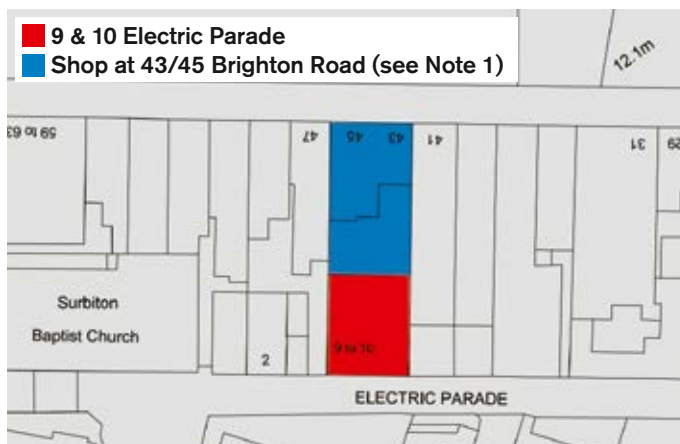 9 & 10 Electric Parade
Shop at 43/45 Brighton Road (see Note 1)
12.1m
59 to 63
47
45
43
41
31
29
Surbiton
Baptist Church
2
9 to 10
ELECTRIC PARADE